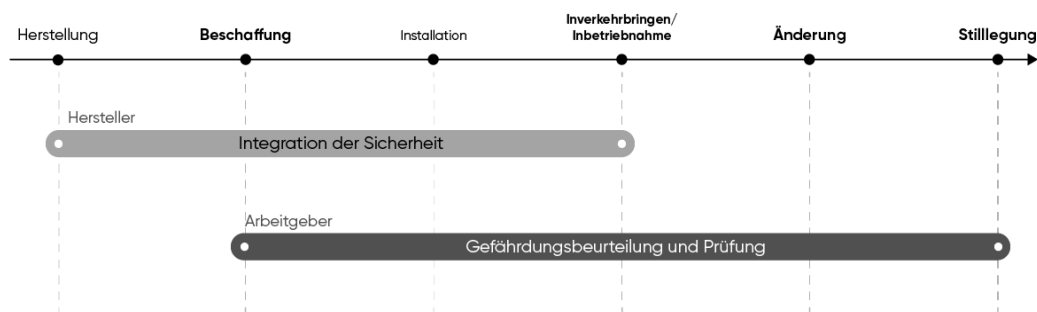 Herstellung
Beschaffung
Installation
Inverkehrbringen/
Inbetriebnahme
Änderung
Stilllegung
Hersteller
Integration der Sicherheit
Arbeitgeber
Gefährdungsbeurteilung und Prüfung